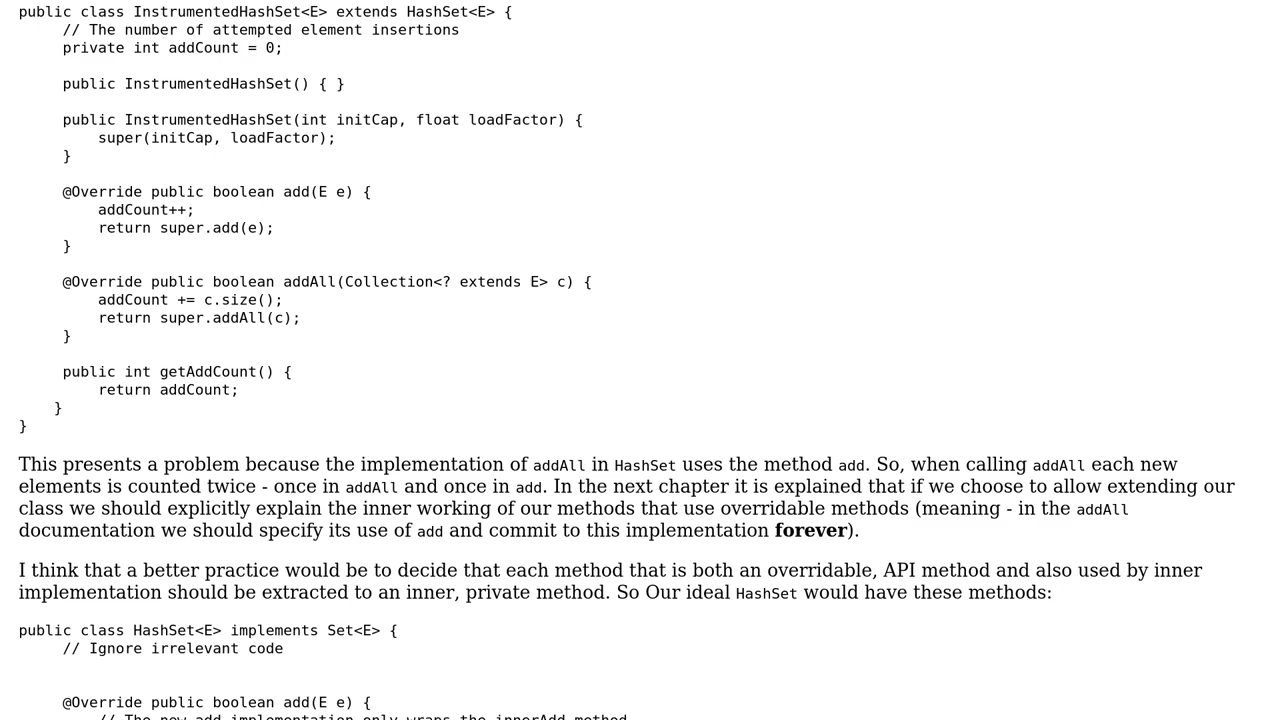 public class InstrumentedHashSet<E> extends HashSet<E> {
     // The number of attempted element insertions
     private int addCount = 0;

     public InstrumentedHashSet() { }

     public InstrumentedHashSet(int initCap, float loadFactor) {
         super(initCap, loadFactor);
     }

     @Override public boolean add(E e) {
         addCount++;
         return super.add(e);
     }

     @Override public boolean addAll(Collection<? extends E> c) {
         addCount += c.size();
         return super.addAll(c);
     }

     public int getAddCount() {
         return addCount;
    }
}
This presents a problem because the implementation of addAll in HashSet uses the method add. So, when calling addAll each new
elements is counted twice - once in addAll and once in add. In the next chapter it is explained that if we choose to allow extending our
class we should explicitly explain the inner working of our methods that use overridable methods (meaning - in the addAll
documentation we should specify its use of add and commit to this implementation forever).
I think that a better practice would be to decide that each method that is both an overridable, API method and also used by inner
implementation should be extracted to an inner, private method. So Our ideal HashSet would have these methods:
public class HashSet<E> implements Set<E> {
     // Ignore irrelevant code

     @Override public boolean add(E e) {
         // The new add implementation only wraps the innerAdd method